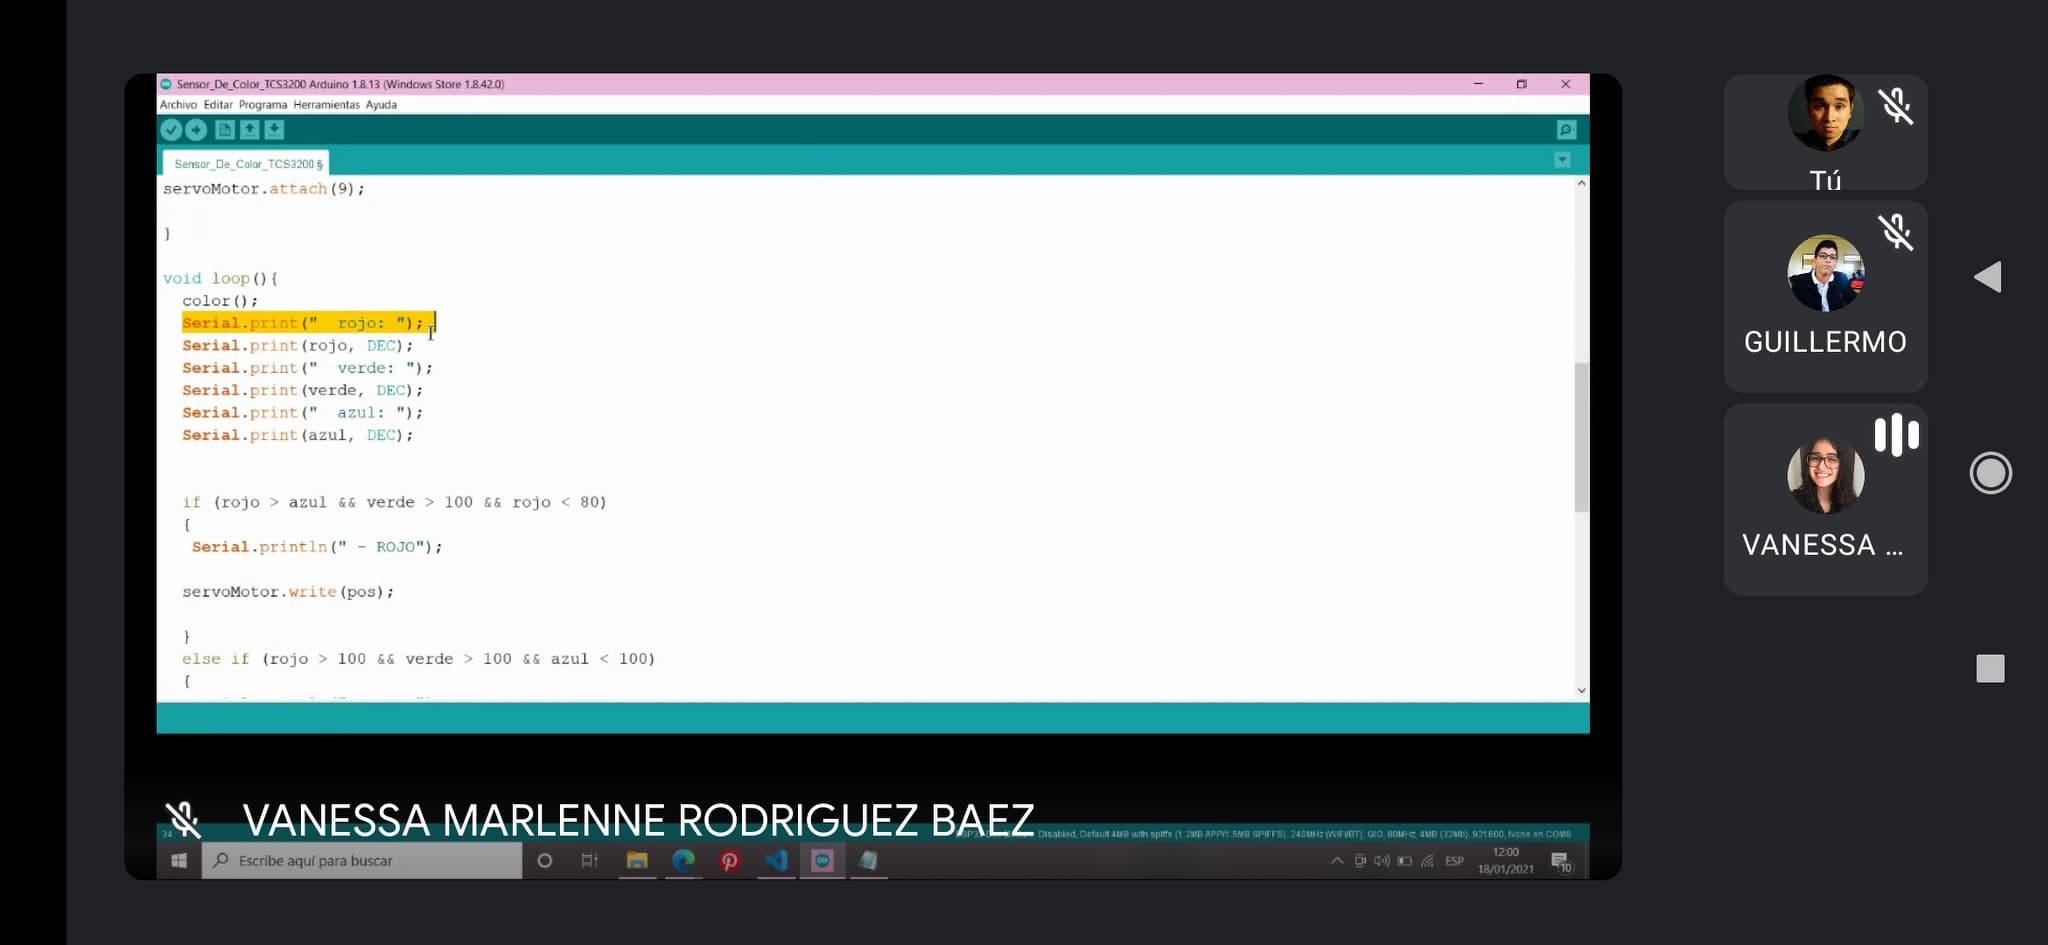 Sensor_De_Color_TCS3200 Arduino 1.8.13 (Windows Store 1.8.42.0)
Archivo Editar Programa Herramientas Ayuda
Sensor_De_Color_TCS3200 §
servoMotor.attach(9);
}
void loop(){
color();
Serial.print("  rojo: ");
Serial.print(rojo, DEC);
Serial.print("  verde: ");
Serial.print(verde, DEC);
Serial.print("  azul: ");
Serial.print(azul, DEC);
if (rojo > azul && verde > 100 && rojo < 80)
{
Serial.println(" - ROJO");
servoMotor.write(pos);
}
else if (rojo > 100 && verde > 100 && azul < 100)
{
VANESSA MARLENNE RODRIGUEZ BAEZ
34
Disabled, Default 4MB with spiffs (1.2MB APP/1.5MB SPIFFS), 240MHz (WiFi/BT), QIO, 80MHz, 4MB (32Mb), 921600, None en COM8
Escribe aquí para buscar
ESP
12:00
18/01/2021
10
Tú
GUILLERMO
VANESSA ...